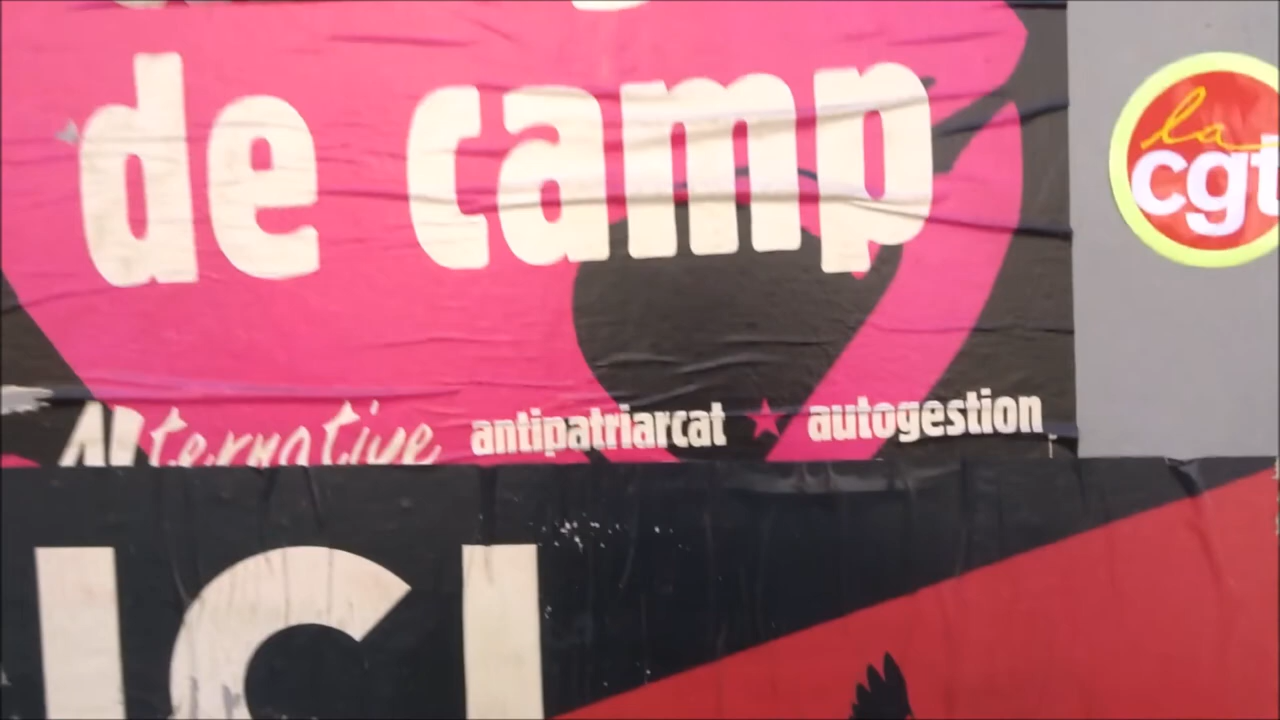 de camp
la
cgt
Alternative antipatriarcat ★ autogestion
ICI